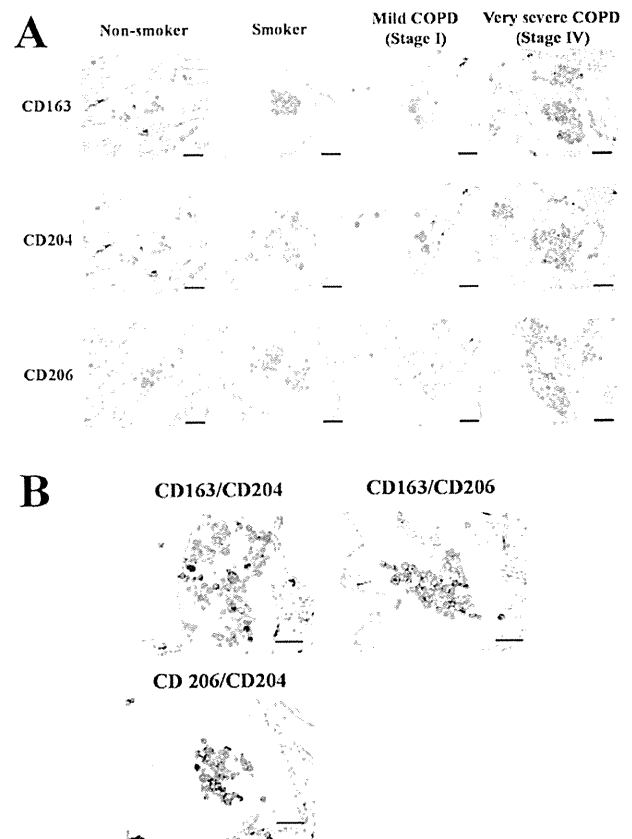 A
Non-smoker Smoker Mild COPD (Stage I) Very severe COPD (Stage IV)
CD163
CD204
CD206
B
CD163/CD204 CD163/CD206
CD 206/CD204